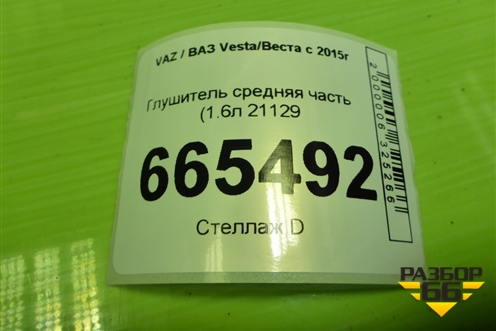 VAZ / ВАЗ Vesta/Веста с 2015г
Глушитель средняя часть
(1.6л 21129
665492
Стеллаж D
2000006325266
РАЗБОР
66